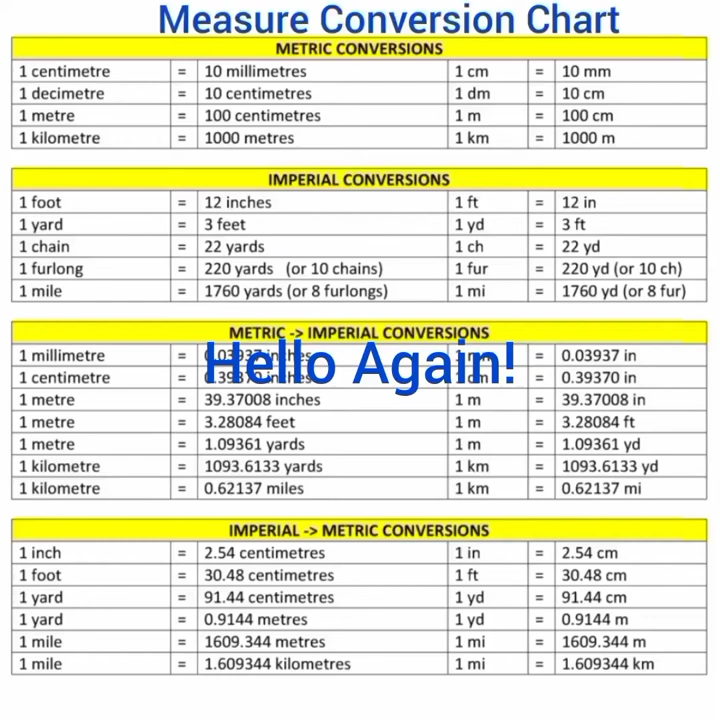 Measure Conversion Chart
METRIC CONVERSIONS
1 centimetre = 10 millimetres 1 cm = 10 mm
1 decimetre = 10 centimetres 1 dm = 10 cm
1 metre = 100 centimetres 1 m = 100 cm
1 kilometre = 1000 metres 1 km = 1000 m
IMPERIAL CONVERSIONS
1 foot = 12 inches 1 ft = 12 in
1 yard = 3 feet 1 yd = 3 ft
1 chain = 22 yards 1 ch = 22 yd
1 furlong = 220 yards (or 10 chains) 1 fur = 220 yd (or 10 ch)
1 mile = 1760 yards (or 8 furlongs) 1 mi = 1760 yd (or 8 fur)
METRIC -> IMPERIAL CONVERSIONS
1 millimetre = 0.03937 inches 1 mm = 0.03937 in
Hello Again!
1 centimetre = 0.39370 inches 1 cm = 0.39370 in
1 metre = 39.37008 inches 1 m = 39.37008 in
1 metre = 3.28084 feet 1 m = 3.28084 ft
1 metre = 1.09361 yards 1 m = 1.09361 yd
1 kilometre = 1093.6133 yards 1 km = 1093.6133 yd
1 kilometre = 0.62137 miles 1 km = 0.62137 mi
IMPERIAL -> METRIC CONVERSIONS
1 inch = 2.54 centimetres 1 in = 2.54 cm
1 foot = 30.48 centimetres 1 ft = 30.48 cm
1 yard = 91.44 centimetres 1 yd = 91.44 cm
1 yard = 0.9144 metres 1 yd = 0.9144 m
1 mile = 1609.344 metres 1 mi = 1609.344 m
1 mile = 1.609344 kilometres 1 mi = 1.609344 km